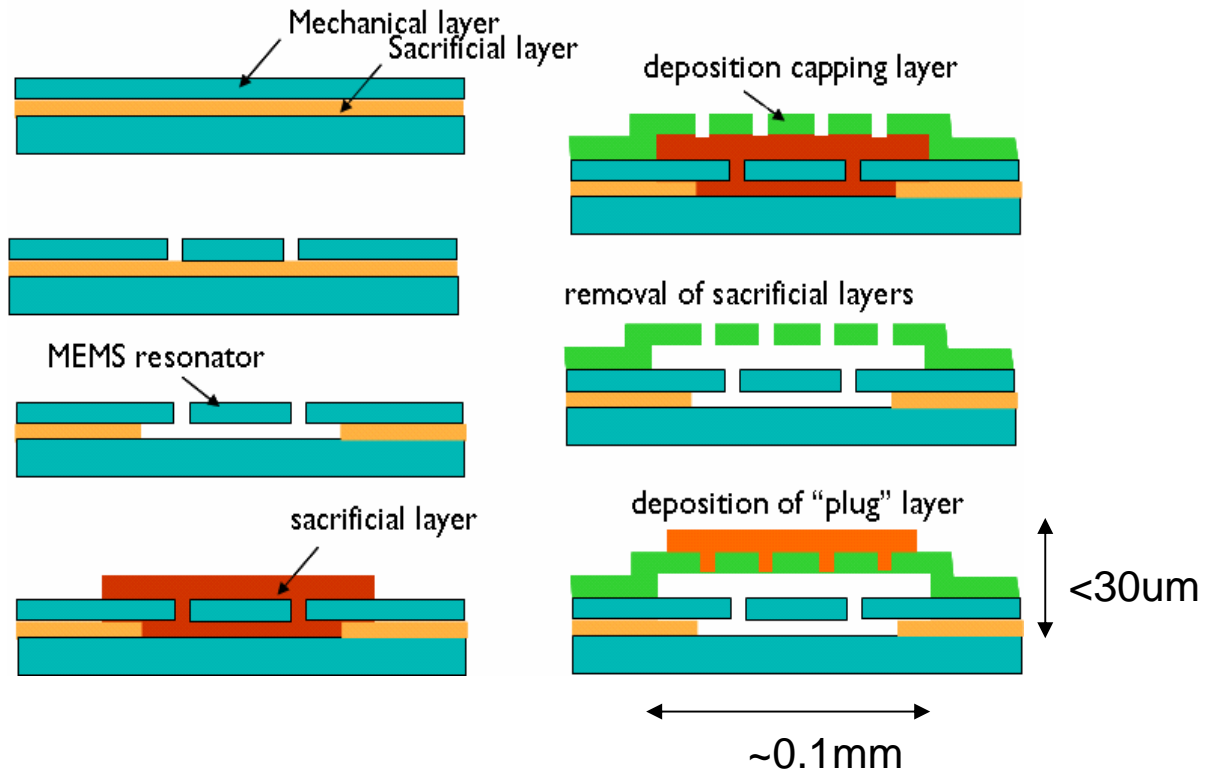 Mechanical layer
Sacrificial layer
MEMS resonator
sacrificial layer
deposition capping layer
removal of sacrificial layers
deposition of “plug” layer
<30um
~0.1mm